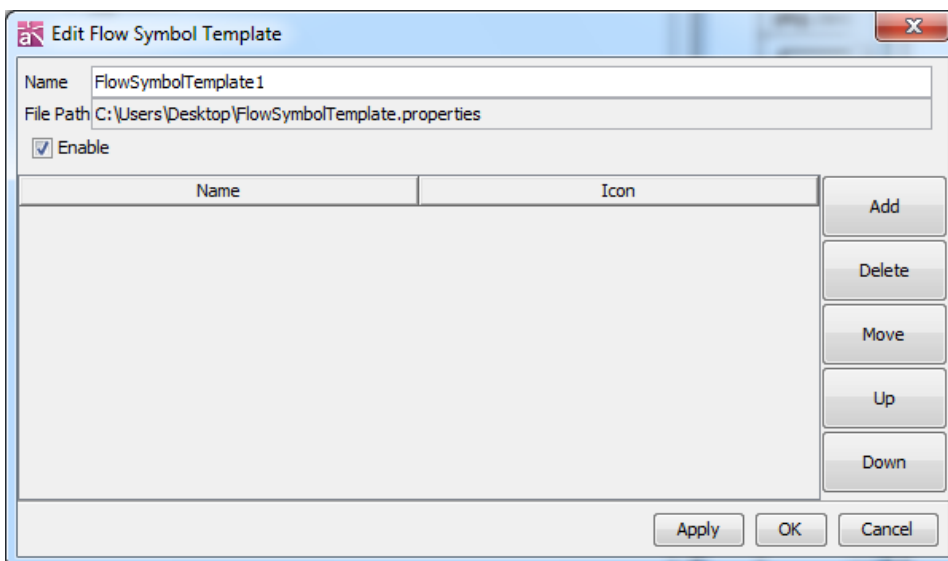 Edit Flow Symbol Template
Name FlowSymbolTemplate1
File Path C:\Users\Desktop\FlowSymbolTemplate.properties
Enable
Name Icon
Add
Delete
Move
Up
Down
Apply OK Cancel